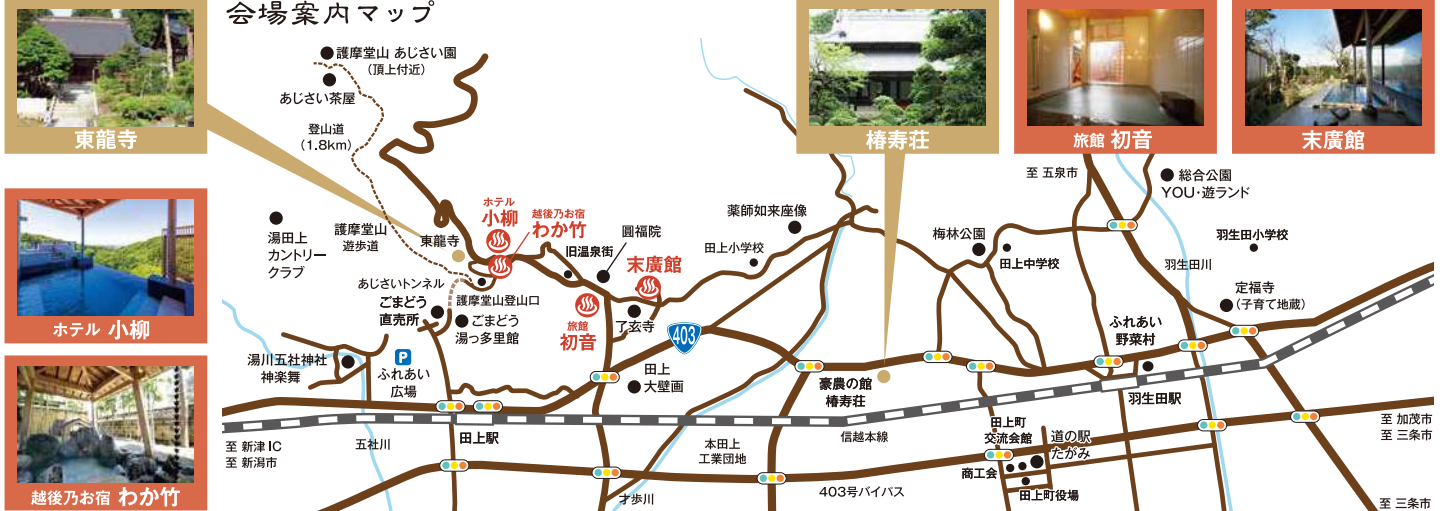 会場案内マップ
東龍寺
椿寿荘
旅館 初音
末廣館
ホテル 小柳
越後乃お宿 わか竹
護摩堂山 あじさい園
(頂上付近)
あじさい茶屋
登山道
(1.8km)
湯田上
カントリー
クラブ
護摩堂山
遊歩道
東龍寺
ホテル
小柳
越後乃お宿
わか竹
旧温泉街
圓福院
末廣館
旅館
初音
了玄寺
あじさいトンネル
ごまどう
直売所
護摩堂山登山口
ごまどう
湯っ多里館
湯川五社神社
神楽舞
P
ふれあい
広場
田上
大壁画
403
薬師如来座像
田上小学校
梅林公園
田上中学校
至 五泉市
総合公園
YOU・遊ランド
羽生田小学校
羽生田川
定福寺
(子育て地蔵)
ふれあい
野菜村
羽生田駅
豪農の館
椿寿荘
田上駅
至 新津IC
至 新潟市
五社川
本田上
工業団地
信越本線
才歩川
403号バイパス
田上町
交流会館
道の駅
たがみ
商工会
田上町役場
至 加茂市
至 三条市
至 三条市